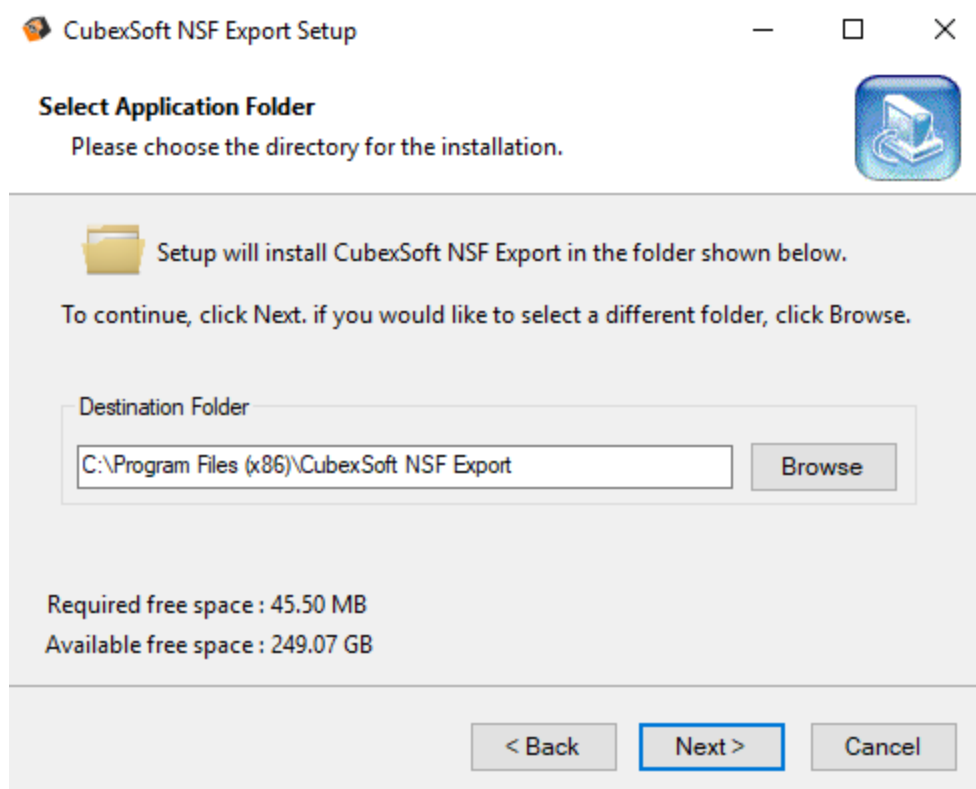 CubexSoft NSF Export Setup
Select Application Folder
Please choose the directory for the installation.
Setup will install CubexSoft NSF Export in the folder shown below.
To continue, click Next. if you would like to select a different folder, click Browse.
Destination Folder
C:\Program Files (x86)\CubexSoft NSF Export
Browse
Required free space : 45.50 MB
Available free space : 249.07 GB
< Back
Next >
Cancel